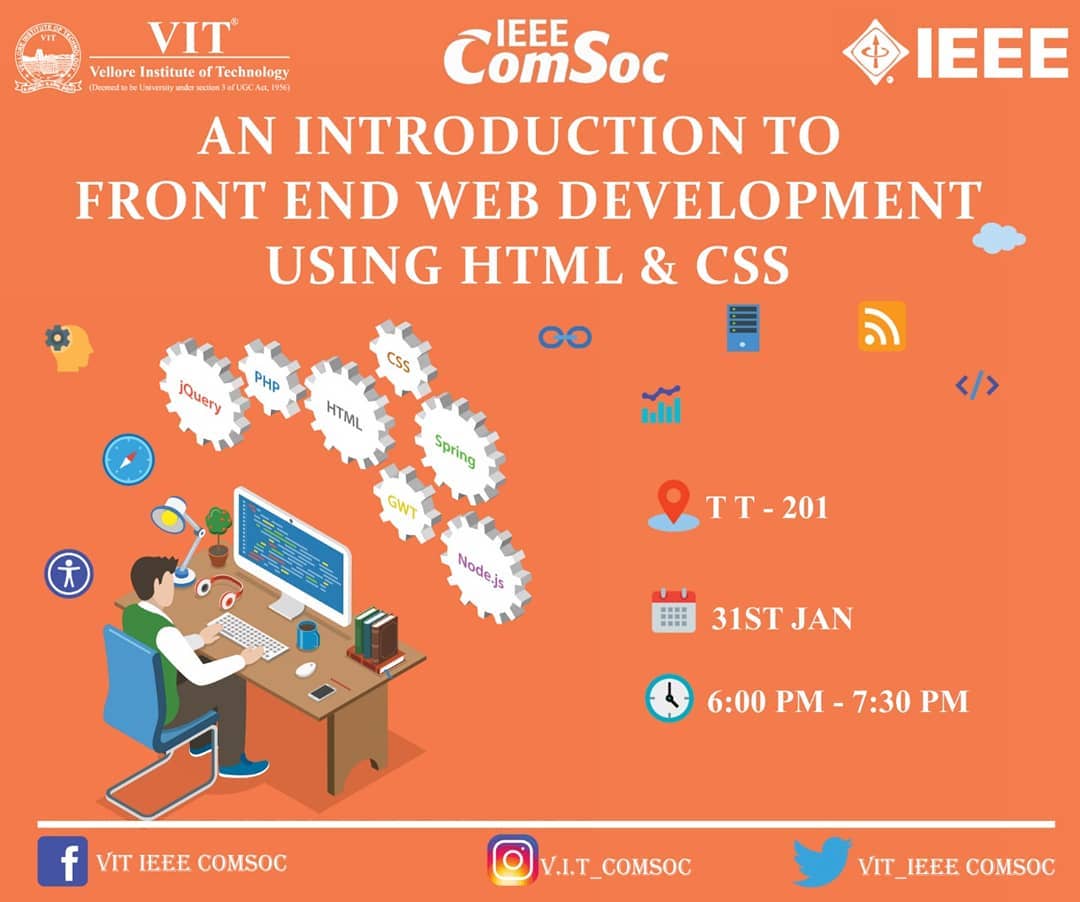 VIT®
Vellore Institute of Technology
(Deemed to be University under section 3 of UGC Act, 1956)
IEEE
ComSoc
IEEE
AN INTRODUCTION TO
FRONT END WEB DEVELOPMENT
USING HTML & CSS
jQuery
PHP
HTML
CSS
Spring
GWT
Node.js
T T - 201
31ST JAN
6:00 PM - 7:30 PM
VIT IEEE COMSOC
V.I.T_COMSOC
VIT_IEEE COMSOC